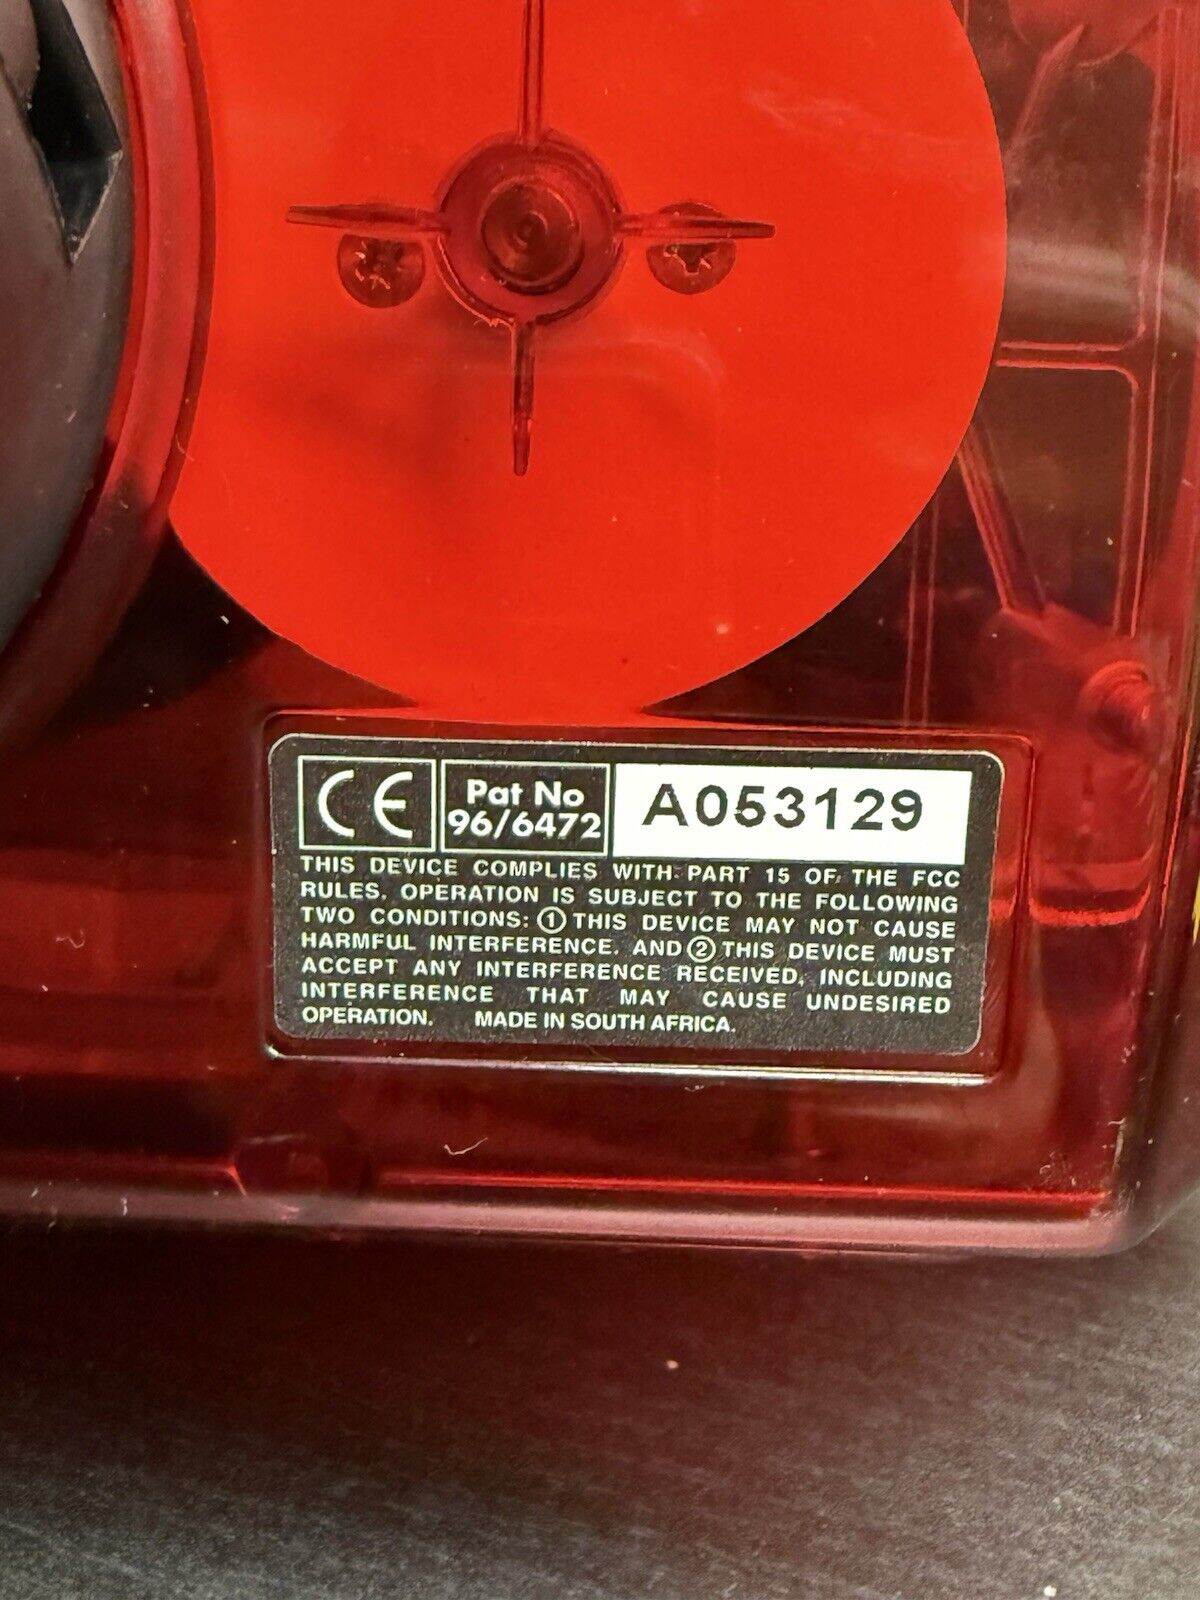 CE Pat No A053129
96/6472
THIS DEVICE COMPLIES WITH PART 15 OF THE FCC
RULES. OPERATION IS SUBJECT TO THE FOLLOWING
TWO CONDITIONS: ① THIS DEVICE MAY NOT CAUSE
HARMFUL INTERFERENCE, AND ② THIS DEVICE MUST
ACCEPT ANY INTERFERENCE RECEIVED, INCLUDING
INTERFERENCE THAT MAY CAUSE UNDESIRED
OPERATION. MADE IN SOUTH AFRICA.